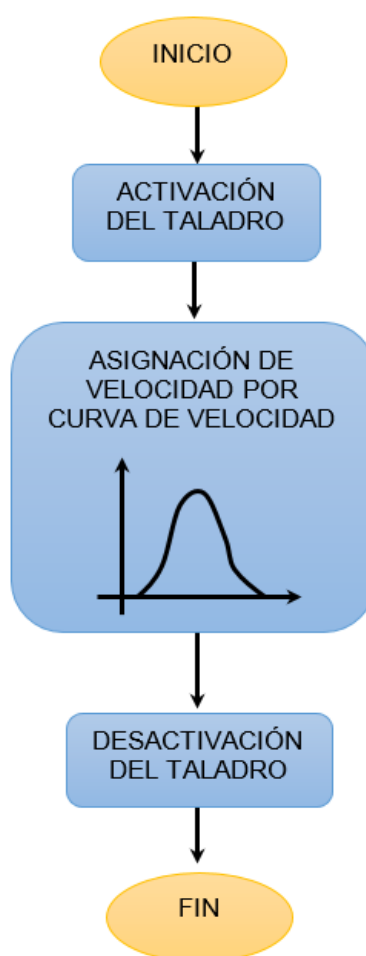 INICIO
ACTIVACIÓN
DEL TALADRO
ASIGNACIÓN DE
VELOCIDAD POR
CURVA DE VELOCIDAD
DESACTIVACIÓN
DEL TALADRO
FIN